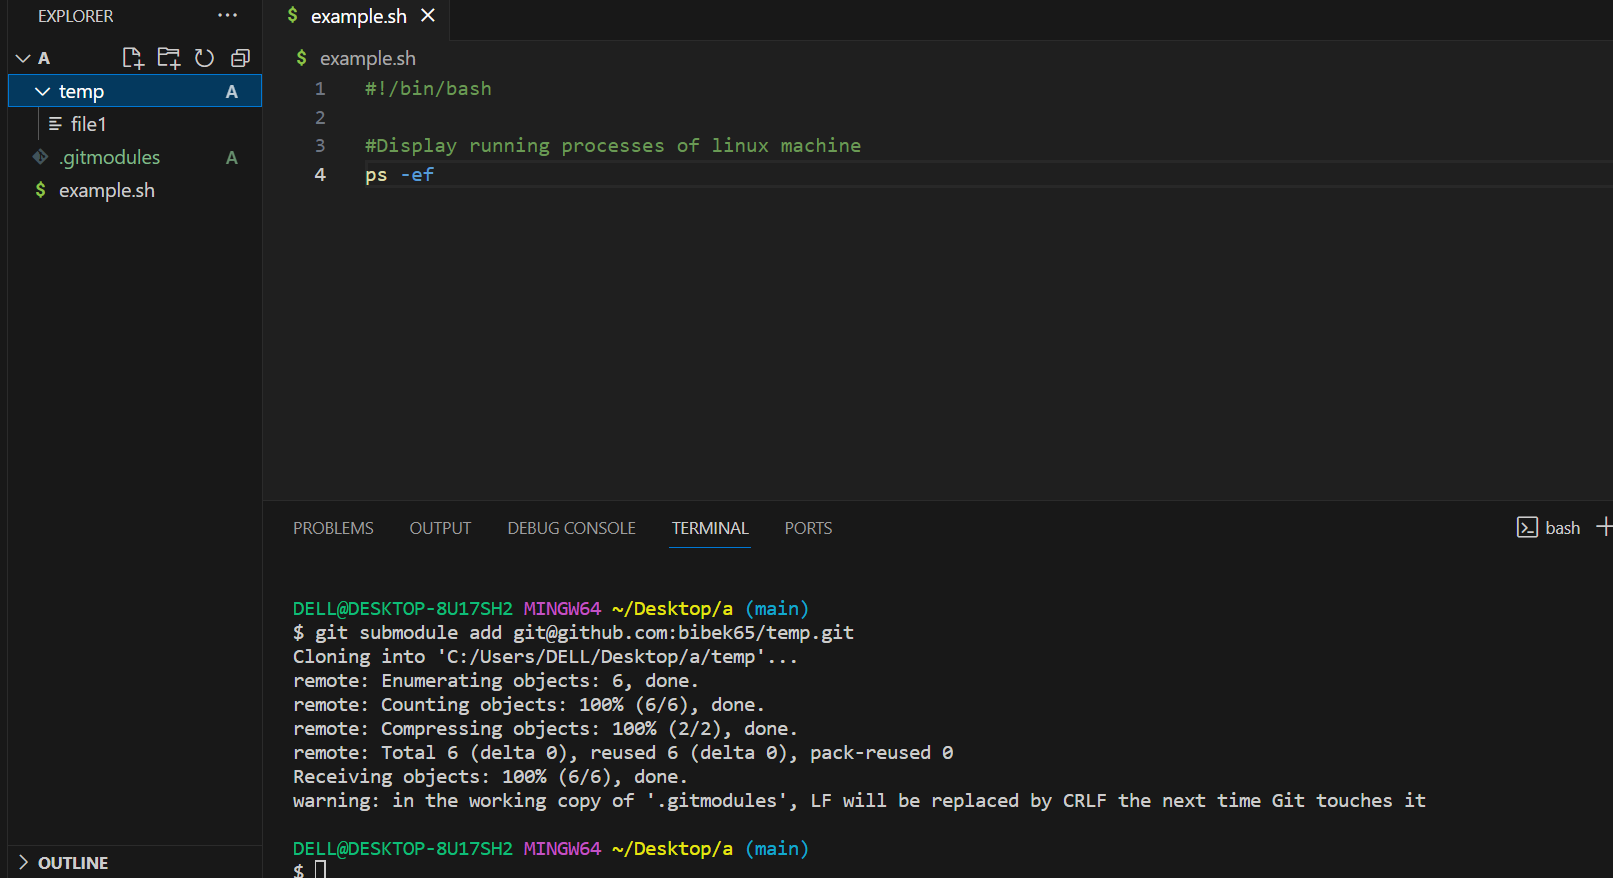 EXPLORER
A
temp A
file1
.gitmodules A
$ example.sh
OUTLINE
$ example.sh
$ example.sh
1 #!/bin/bash
2
3 #Display running processes of linux machine
4 ps -ef
PROBLEMS OUTPUT DEBUG CONSOLE TERMINAL PORTS
bash
DELL@DESKTOP-8U17SH2 MINGW64 ~/Desktop/a (main)
$ git submodule add git@github.com:bibek65/temp.git
Cloning into 'C:/Users/DELL/Desktop/a/temp'...
remote: Enumerating objects: 6, done.
remote: Counting objects: 100% (6/6), done.
remote: Compressing objects: 100% (2/2), done.
remote: Total 6 (delta 0), reused 6 (delta 0), pack-reused 0
Receiving objects: 100% (6/6), done.
warning: in the working copy of '.gitmodules', LF will be replaced by CRLF the next time Git touches it
DELL@DESKTOP-8U17SH2 MINGW64 ~/Desktop/a (main)
$